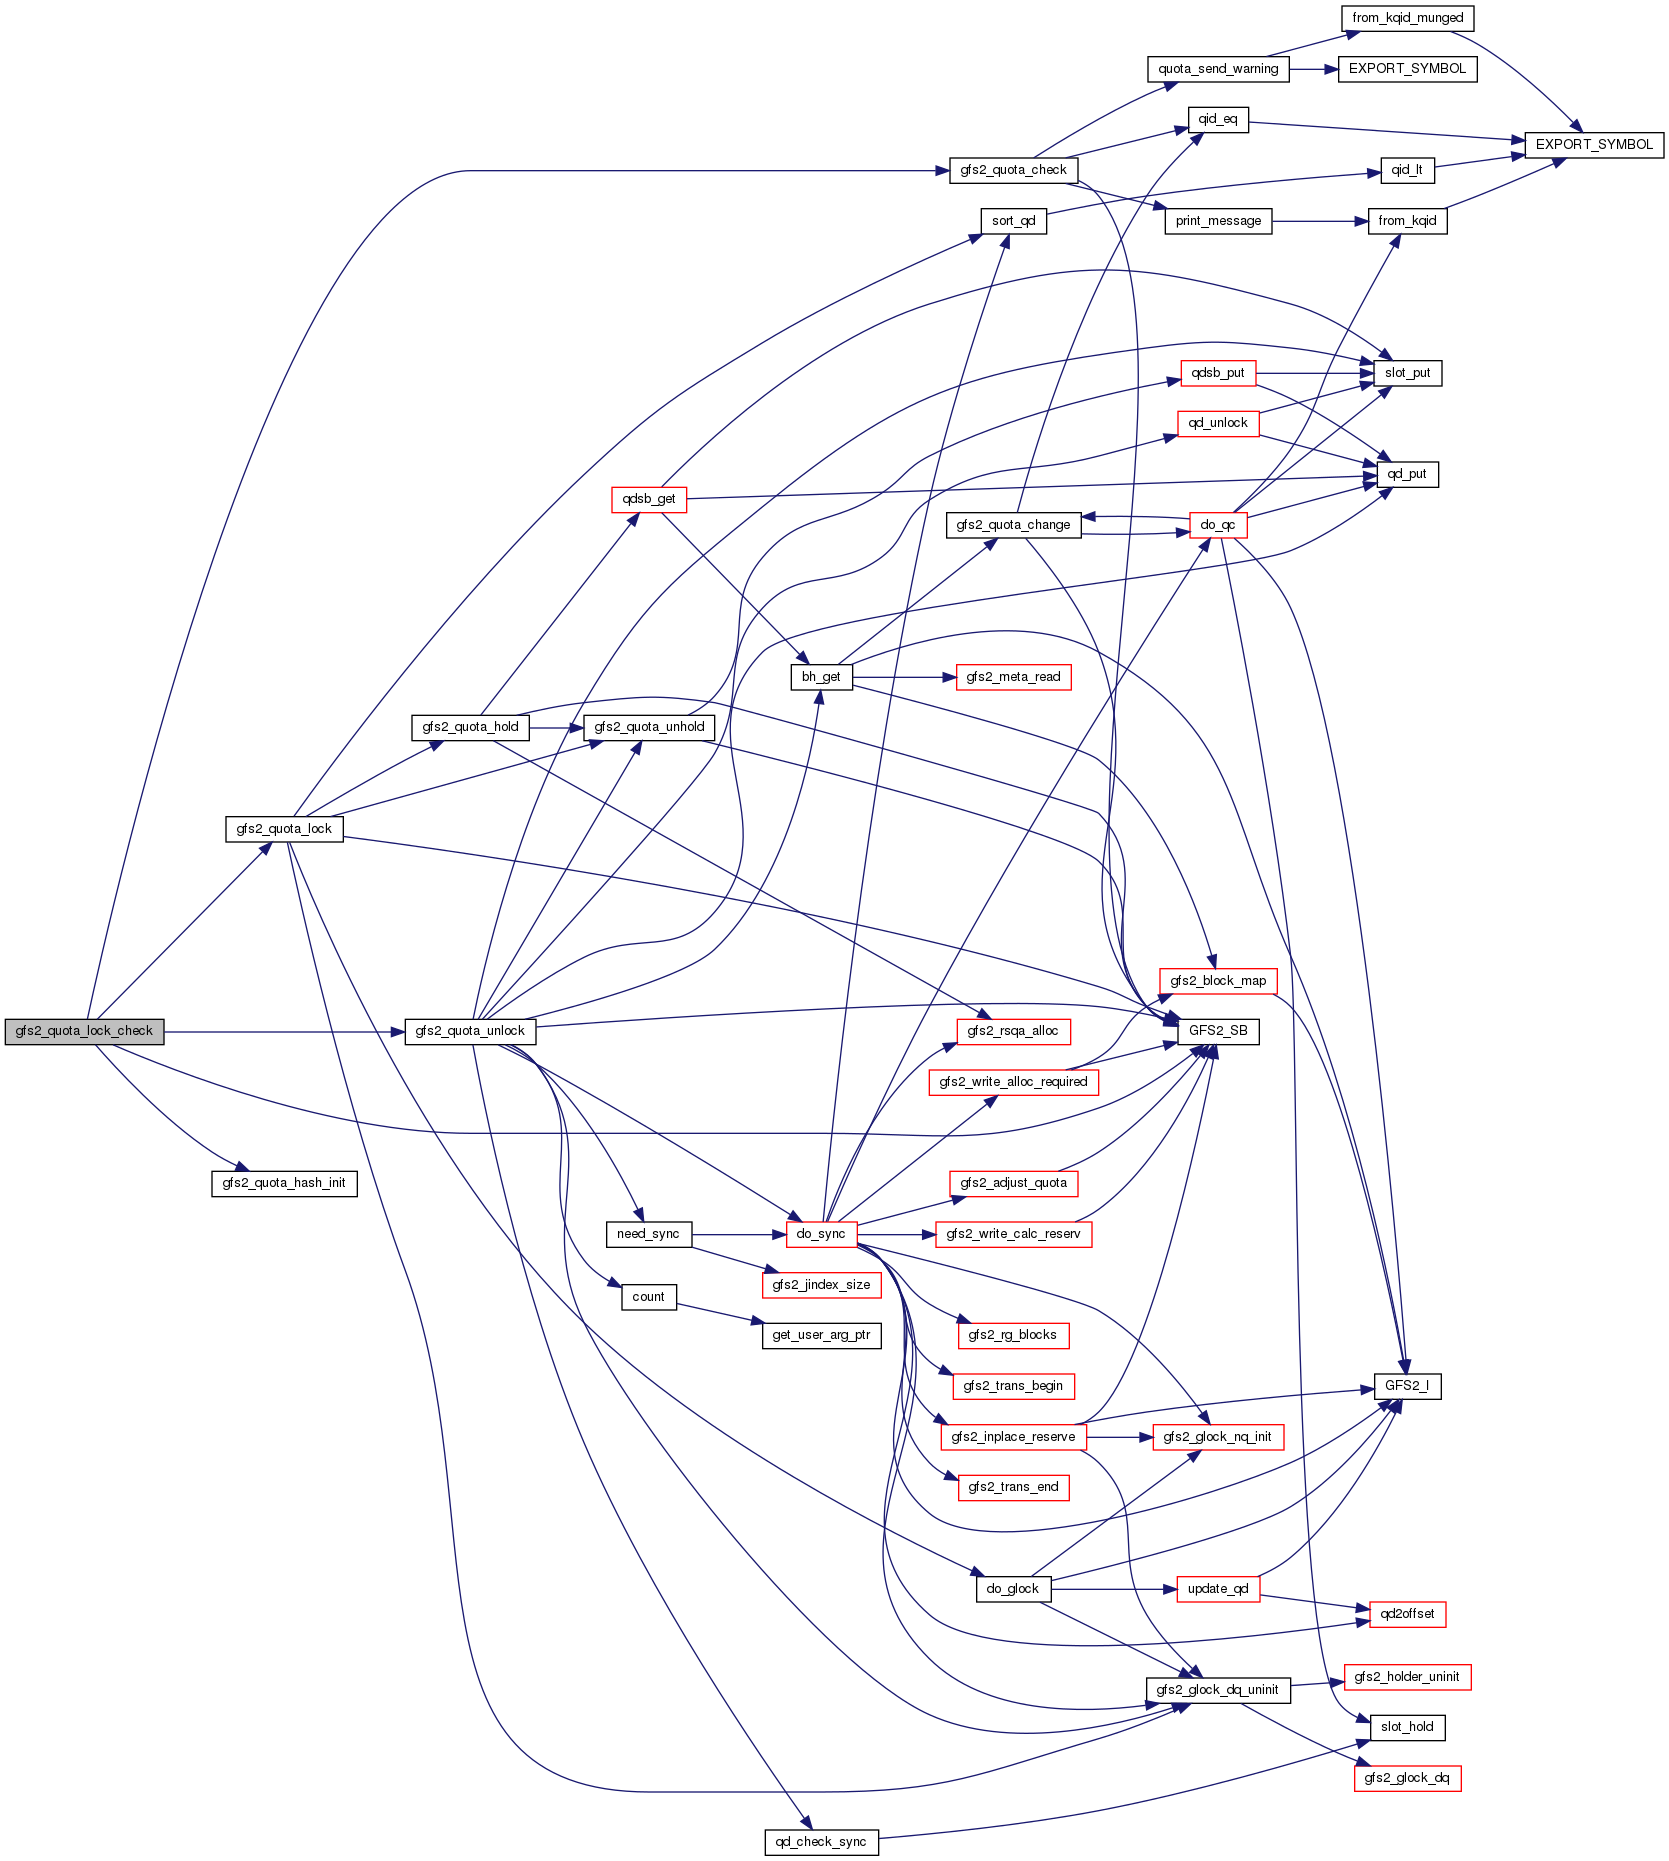 from_kqid_munged
quota_send_warning
EXPORT_SYMBOL
qid_eq
EXPORT_SYMBOL
gfs2_quota_check
qid_lt
sort_qd
print_message
from_kqid
qdsb_put
slot_put
qd_unlock
qd_put
qdsb_get
gfs2_quota_change
do_qc
bh_get
gfs2_meta_read
gfs2_quota_hold
gfs2_quota_unhold
gfs2_quota_lock
gfs2_block_map
gfs2_quota_lock_check
gfs2_quota_unlock
gfs2_rsqa_alloc
GFS2_SB
gfs2_write_alloc_required
gfs2_quota_hash_init
gfs2_adjust_quota
need_sync
do_sync
gfs2_write_calc_reserv
gfs2_jindex_size
count
get_user_arg_ptr
gfs2_rg_blocks
gfs2_trans_begin
GFS2_I
gfs2_inplace_reserve
gfs2_glock_nq_init
gfs2_trans_end
do_glock
update_qd
qd2offset
gfs2_holder_uninit
gfs2_glock_dq_uninit
slot_hold
gfs2_glock_dq
qd_check_sync